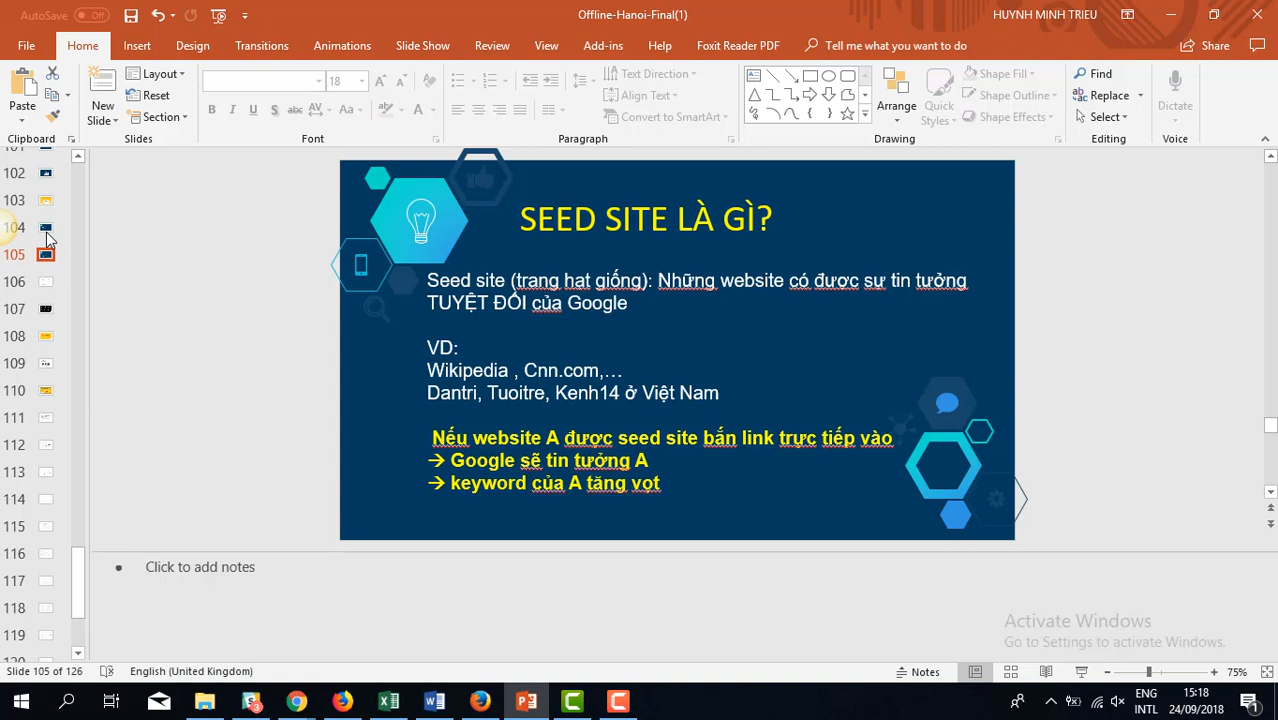 AutoSave Off
Offline-Hanoi-Final(1)
HUYNH MINH TRIEU
File Home Insert Design Transitions Animations Slide Show Review View Add-ins Help Foxit Reader PDF Tell me what you want to do Share
Paste
New
Slide
Layout
Reset
Section
18
Text Direction
Align Text
Convert to SmartArt
Arrange
Quick
Styles
Shape Fill
Shape Outline
Shape Effects
Find
Replace
Select
Dictate
Clipboard Slides Font Paragraph Drawing Editing Voice
102
103
104
105
106
107
108
109
110
111
112
113
114
115
116
117
118
119
SEED SITE LÀ GÌ?
Seed site (trang hạt giống): Những website có được sự tin tưởng
TUYỆT ĐỐI của Google
VD:
Wikipedia , Cnn.com,…
Dantri, Tuoitre, Kenh14 ở Việt Nam
Nếu website A được seed site bắn link trực tiếp vào
→ Google sẽ tin tưởng A
→ keyword của A tăng vọt
Click to add notes
Activate Windows
Go to Settings to activate Windows.
Slide 105 of 126 English (United Kingdom) Notes 75%
ENG
INTL
15:18
24/09/2018